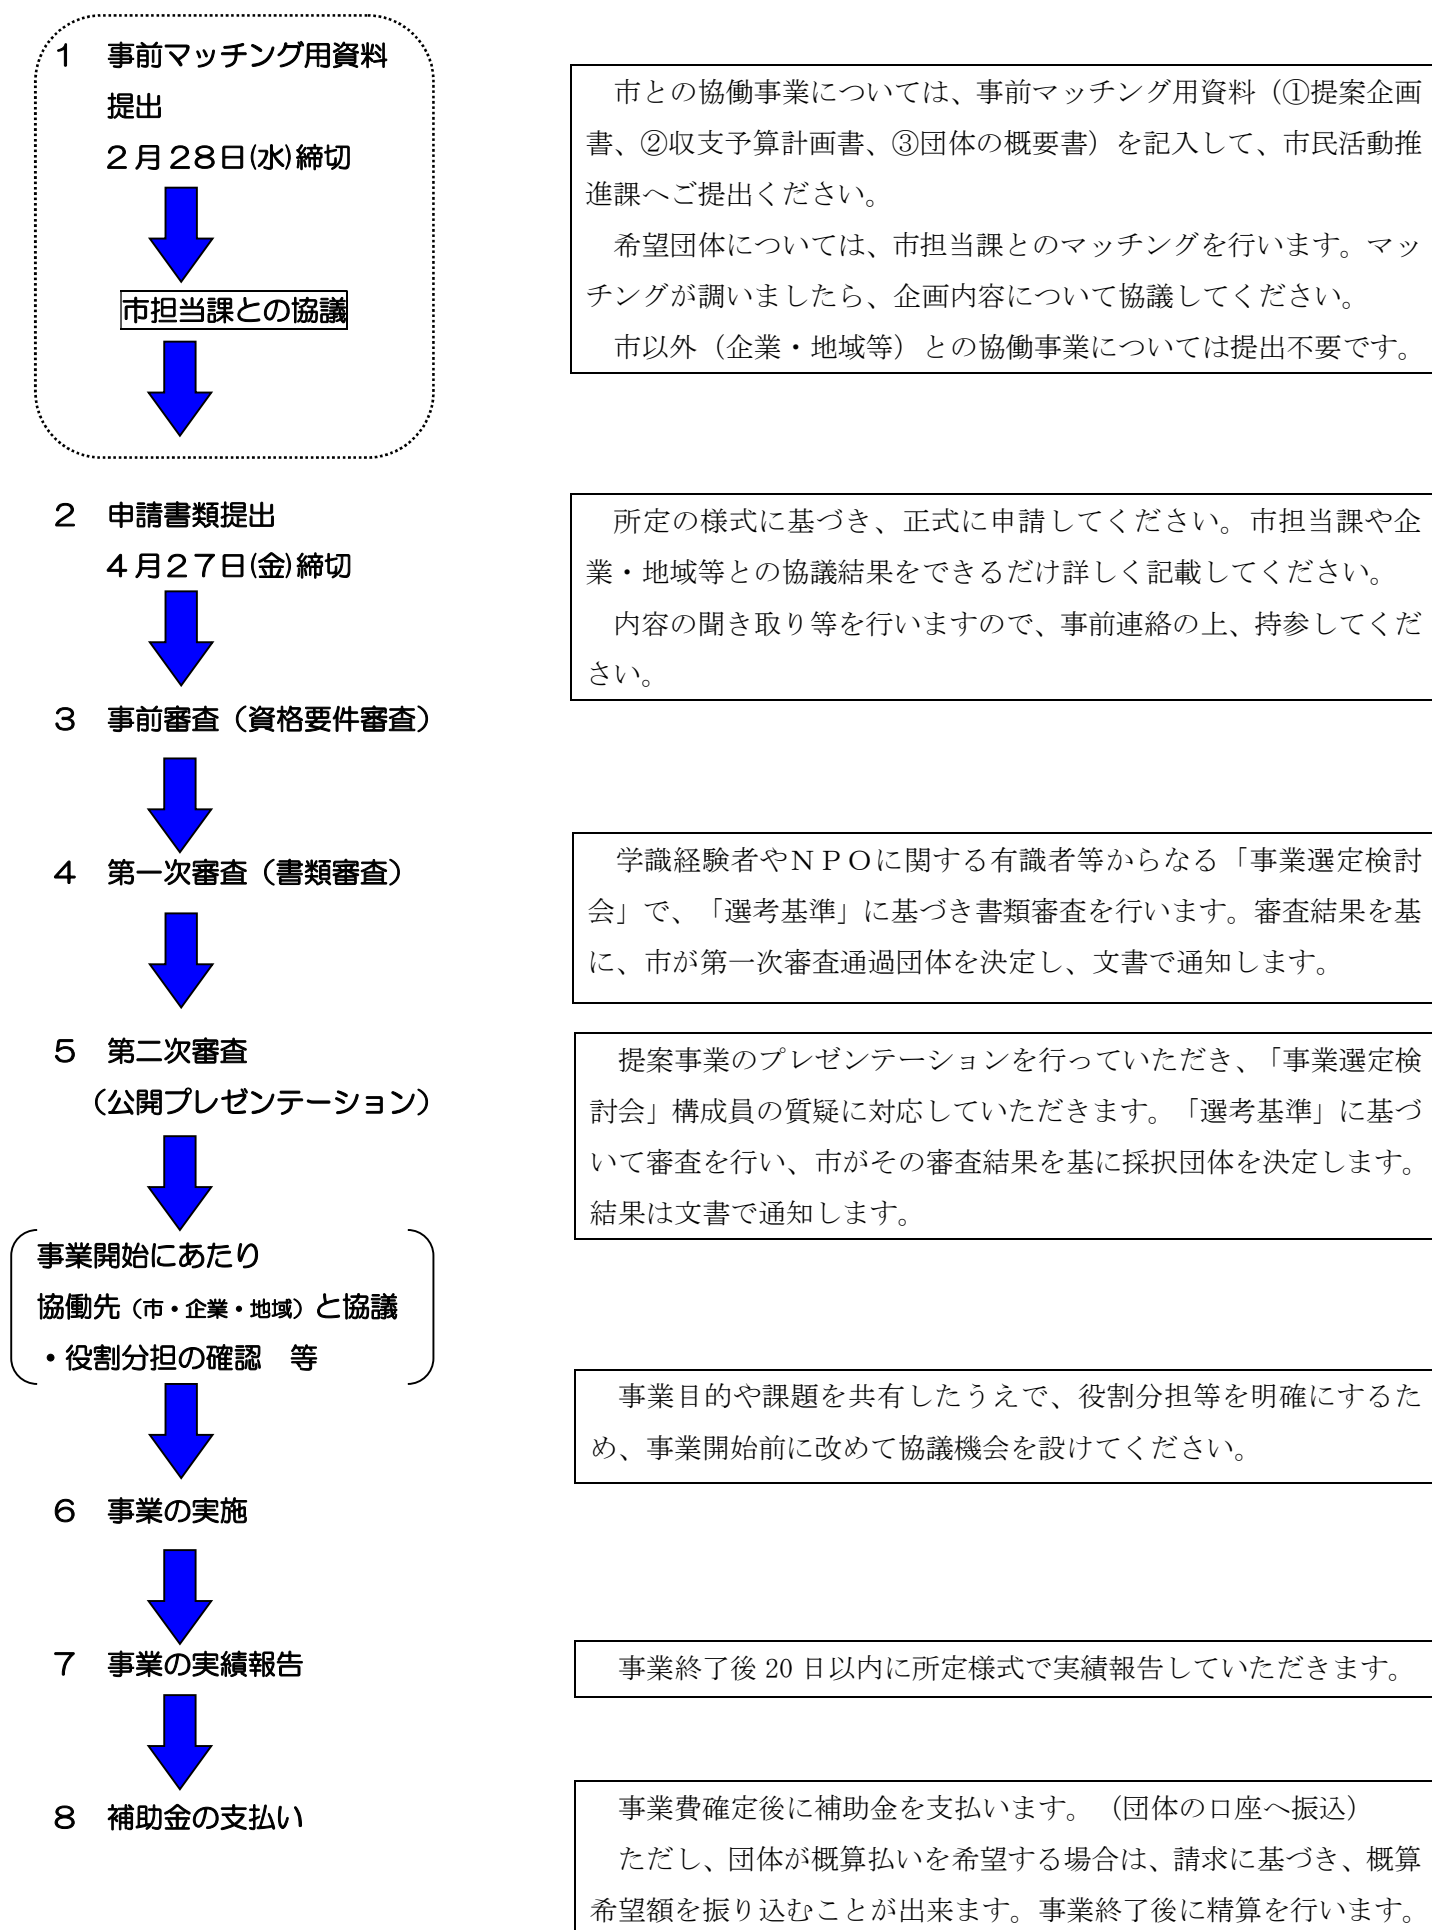 １　事前マッチング用資料
提出
２月２８日(水)締切
市担当課との協議
市との協働事業については、事前マッチング用資料（①提案企画
書、②収支予算計画書、③団体の概要書）を記入して、市民活動推
進課へご提出ください。
希望団体については、市担当課とのマッチングを行います。マッ
チングが調いましたら、企画内容について協議してください。
市以外（企業・地域等）との協働事業については提出不要です。
２　申請書類提出
４月２７日(金)締切
所定の様式に基づき、正式に申請してください。市担当課や企
業・地域等との協議結果をできるだけ詳しく記載してください。
内容の聞き取り等を行いますので、事前連絡の上、持参してくだ
さい。
３　事前審査（資格要件審査）
４　第一次審査（書類審査）
学識経験者やＮＰＯに関する有識者等からなる「事業選定検討
会」で、「選考基準」に基づき書類審査を行います。審査結果を基
に、市が第一次審査通過団体を決定し、文書で通知します。
５　第二次審査
（公開プレゼンテーション）
提案事業のプレゼンテーションを行っていただき、「事業選定検
討会」構成員の質疑に対応していただきます。「選考基準」に基づ
いて審査を行い、市がその審査結果を基に採択団体を決定します。
結果は文書で通知します。
事業開始にあたり
協働先（市・企業・地域）と協議
・役割分担の確認　等
事業目的や課題を共有したうえで、役割分担等を明確にするた
め、事業開始前に改めて協議機会を設けてください。
６　事業の実施
７　事業の実績報告
事業終了後 20 日以内に所定様式で実績報告していただきます。
８　補助金の支払い
事業費確定後に補助金を支払います。（団体の口座へ振込）
ただし、団体が概算払いを希望する場合は、請求に基づき、概算
希望額を振り込むことが出来ます。事業終了後に精算を行います。